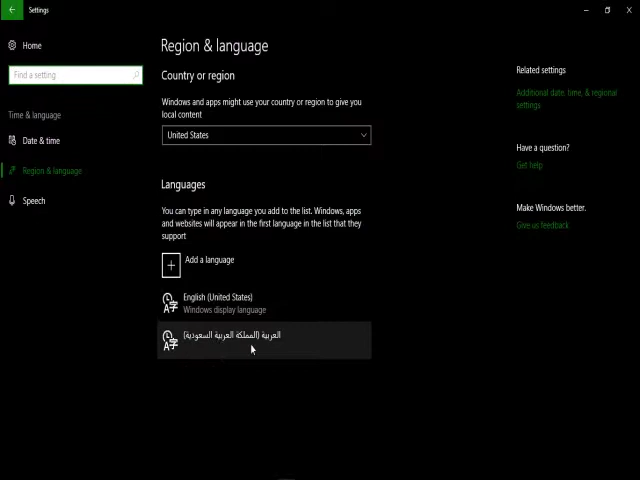 Settings
Home
Find a setting
Time & language
Date & time
Region & language
Speech
Region & language
Country or region
Windows and apps might use your country or region to give you
local content
United States
Languages
You can type in any language you add to the list. Windows, apps
and websites will appear in the first language in the list that they
support
Add a language
English (United States)
Windows display language
العربية (المملكة العربية السعودية)
Related settings
Additional date, time, & regional
settings
Have a question?
Get help
Make Windows better.
Give us feedback